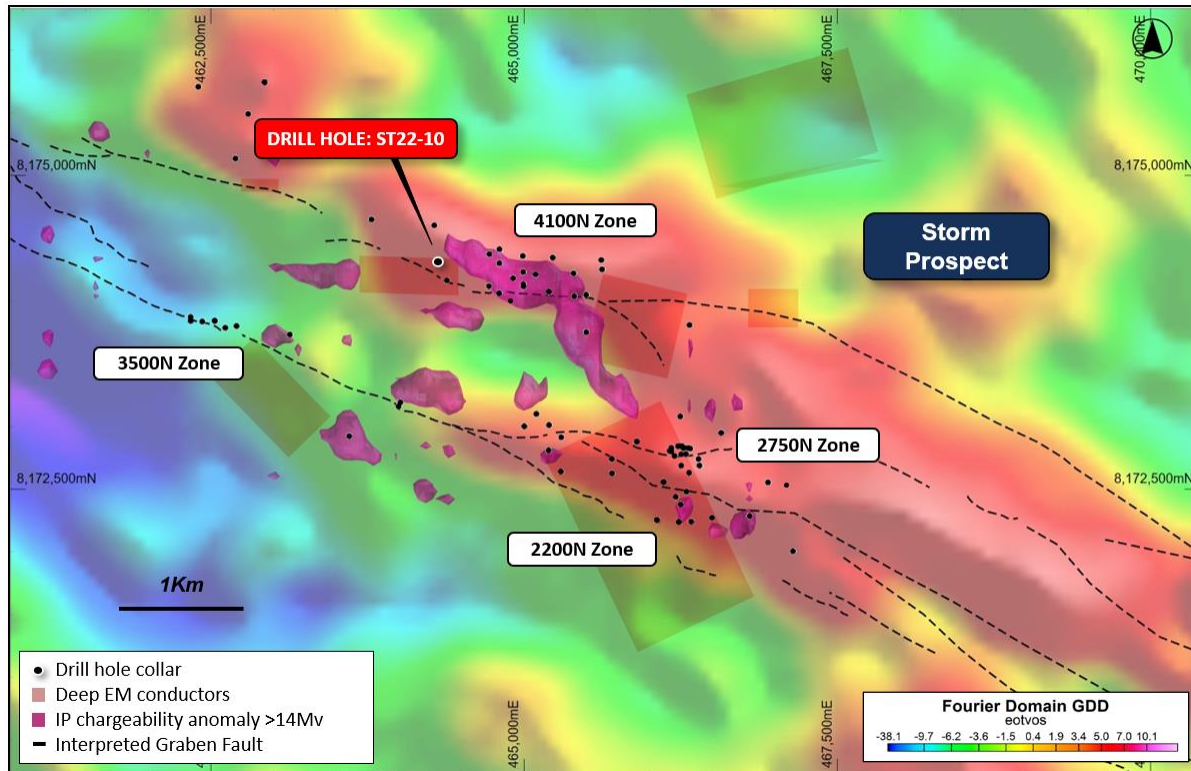 462,500mE
465,000mE
467,500mE
470,000mE
DRILL HOLE: ST22-10
8,175,000mN
8,175,000mN
4100N Zone
Storm
Prospect
3500N Zone
2750N Zone
8,172,500mN
8,172,500mN
2200N Zone
1Km
Drill hole collar
Deep EM conductors
IP chargeability anomaly >14Mv
Interpreted Graben Fault
465,000mE
467,500mE
Fourier Domain GDD
eotvos
-38.1 -9.7 -6.2 -3.6 -1.5 0.4 1.9 3.4 5.0 7.0 10.1